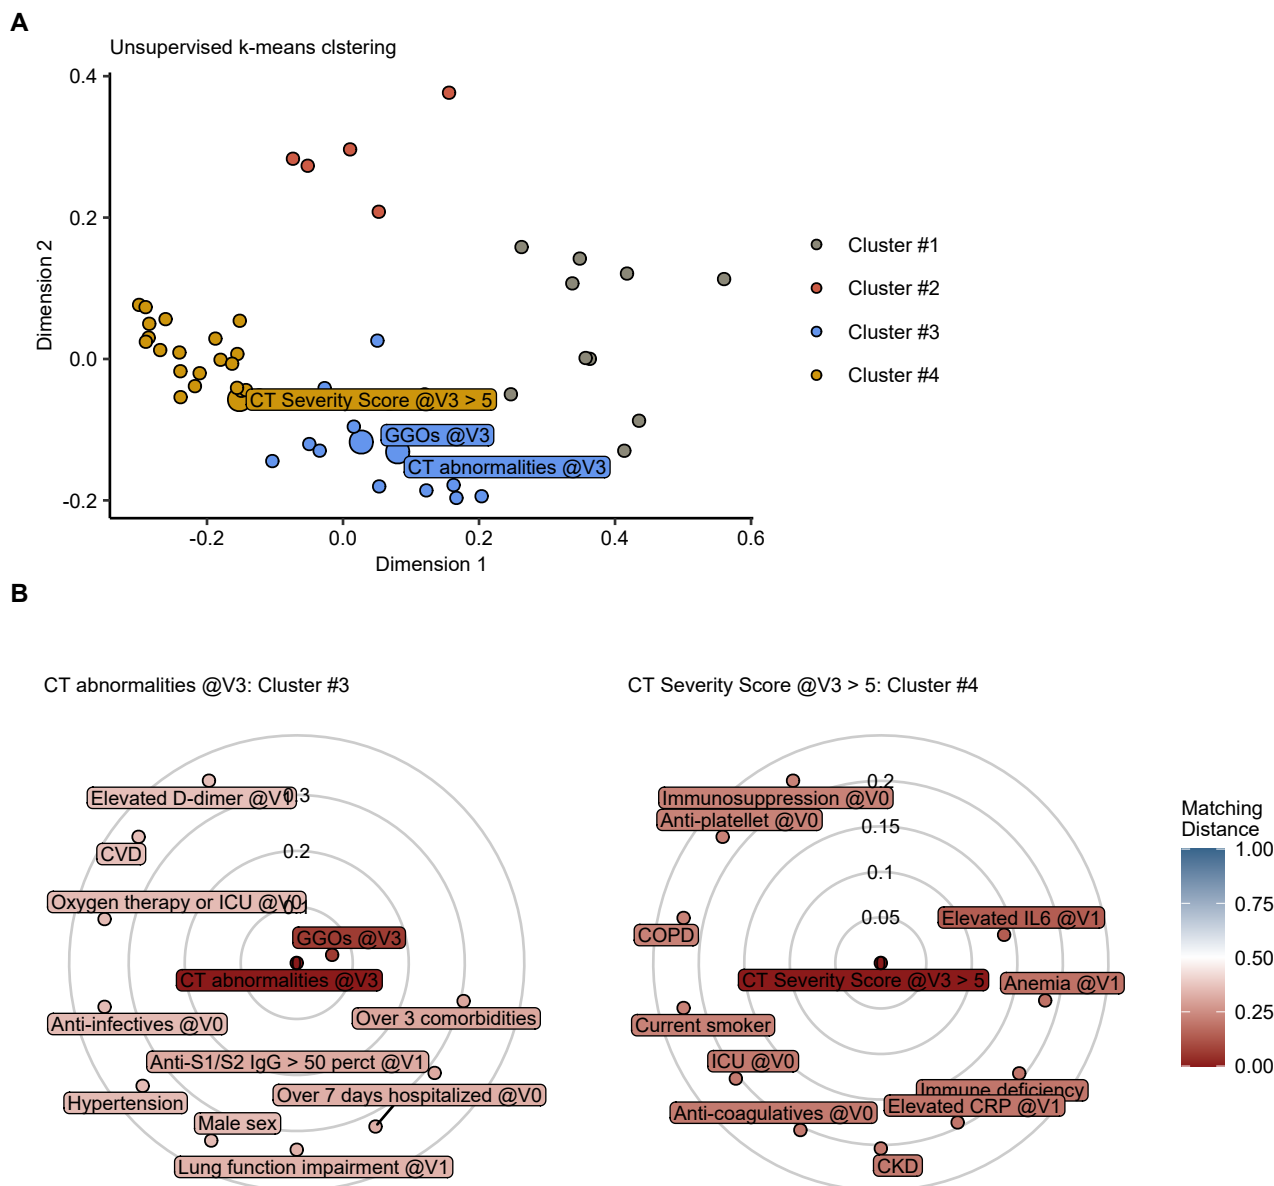 A
Unsupervised k-means clstering
0.4
0.2
0.0
-0.2
Dimension 2
-0.2
0.0
0.2
0.4
0.6
Dimension 1
CT Severity Score @V3 > 5
GGOs @V3
CT abnormalities @V3
Cluster #1
Cluster #2
Cluster #3
Cluster #4
B
CT abnormalities @V3: Cluster #3
Elevated D-dimer @V1
0.3
CVD
0.2
Oxygen therapy or ICU @V0
0.1
GGOs @V3
CT abnormalities @V3
Anti-infectives @V0
Over 3 comorbidities
Anti-S1/S2 IgG > 50 perct @V1
Over 7 days hospitalized @V0
Hypertension
Male sex
Lung function impairment @V1
CT Severity Score @V3 > 5: Cluster #4
0.2
Immunosuppression @V0
Anti-platellet @V0
0.15
0.1
0.05
Elevated IL6 @V1
COPD
CT Severity Score @V3 > 5
Anemia @V1
Current smoker
ICU @V0
Immune deficiency
Elevated CRP @V1
Anti-coagulatives @V0
CKD
Matching
Distance
1.00
0.75
0.50
0.25
0.00